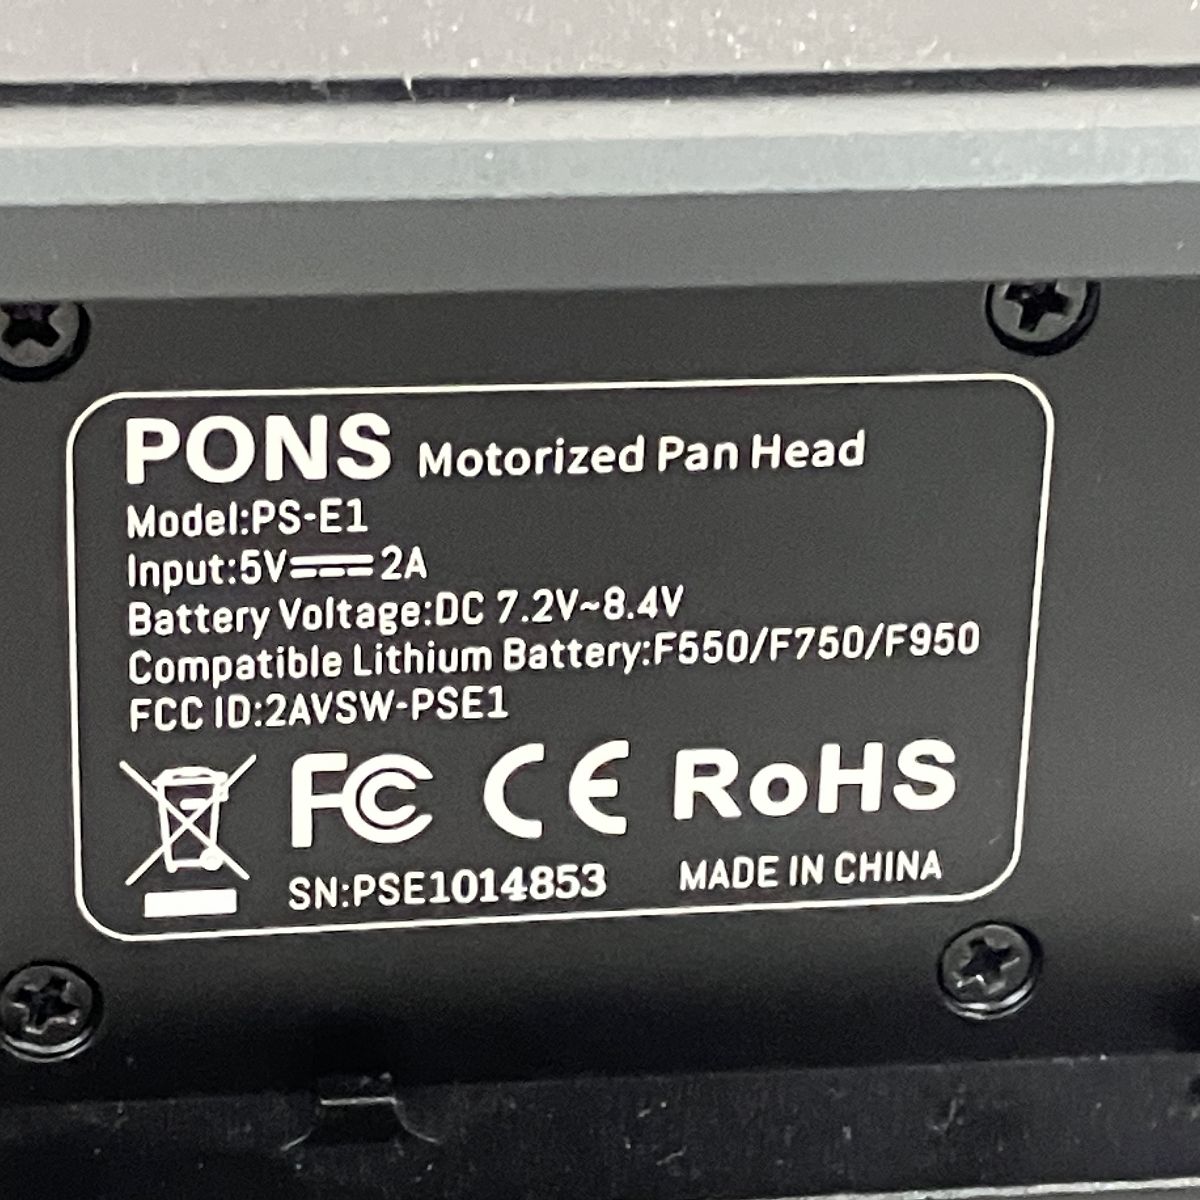 PONS Motorized Pan Head
Model:PS-E1
Input:5V⎓2A
Battery Voltage:DC 7.2V~8.4V
Compatible Lithium Battery:F550/F750/F950
FCC ID:2AVSW-PSE1
FC CE RoHS
SN:PSE1014853 MADE IN CHINA